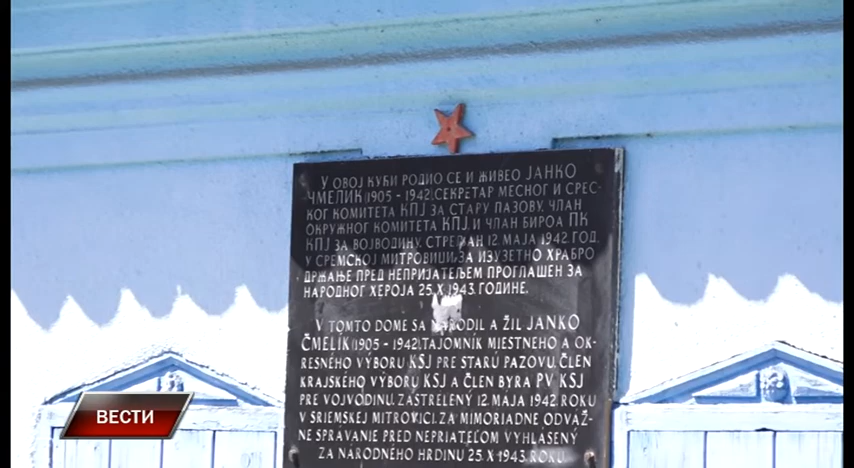 У ОВОЈ КУЋИ РОДИО СЕ И ЖИВЕО ЈАНКО
ЧМЕЛИК (1905 - 1942), СЕКРЕТАР МЕСНОГ И СРЕС-
КОГ КОМИТЕТА КПЈ ЗА СТАРУ ПАЗОВУ, ЧЛАН
ОКРУЖНОГ КОМИТЕТА КПЈ, И ЧЛАН БИРОА ПК
КПЈ ЗА ВОЈВОДИНУ, СТРЕЉАН 12. МАЈА 1942. ГОД.
У СРЕМСКОЈ МИТРОВИЦИ, ЗА ИЗУЗЕТНО ХРАБРО
ДРЖАЊЕ ПРЕД НЕПРИЈАТЕЉЕМ ПРОГЛАШЕН ЗА
НАРОДНОГ ХЕРОЈА 25.X.1943. ГОДИНЕ.
V TOMTO DOME SA NARODIL A ŽIL JANKO
ČMELÍK (1905 - 1942), TAJOMNÍK MIESTNEHO A OK-
RESNÉHO VÝBORU KSJ PRE STARÚ PAZOVU, ČLEN
KRAJSKÉHO VÝBORU KSJ A ČLEN BYRA PV KSJ
PRE VOJVODINU, ZASTRELENÝ 12. MÁJA 1942. ROKU
V SRIEMSKEJ MITROVICI, ZA MIMORIADNE ODVÁŽ-
NE SPRÁVANIE PRED NEPRIATEĽOM VYHLÁSENÝ
ZA NÁRODNÉHO HRDINU 25.X.1943. ROKU
ВЕСТИ